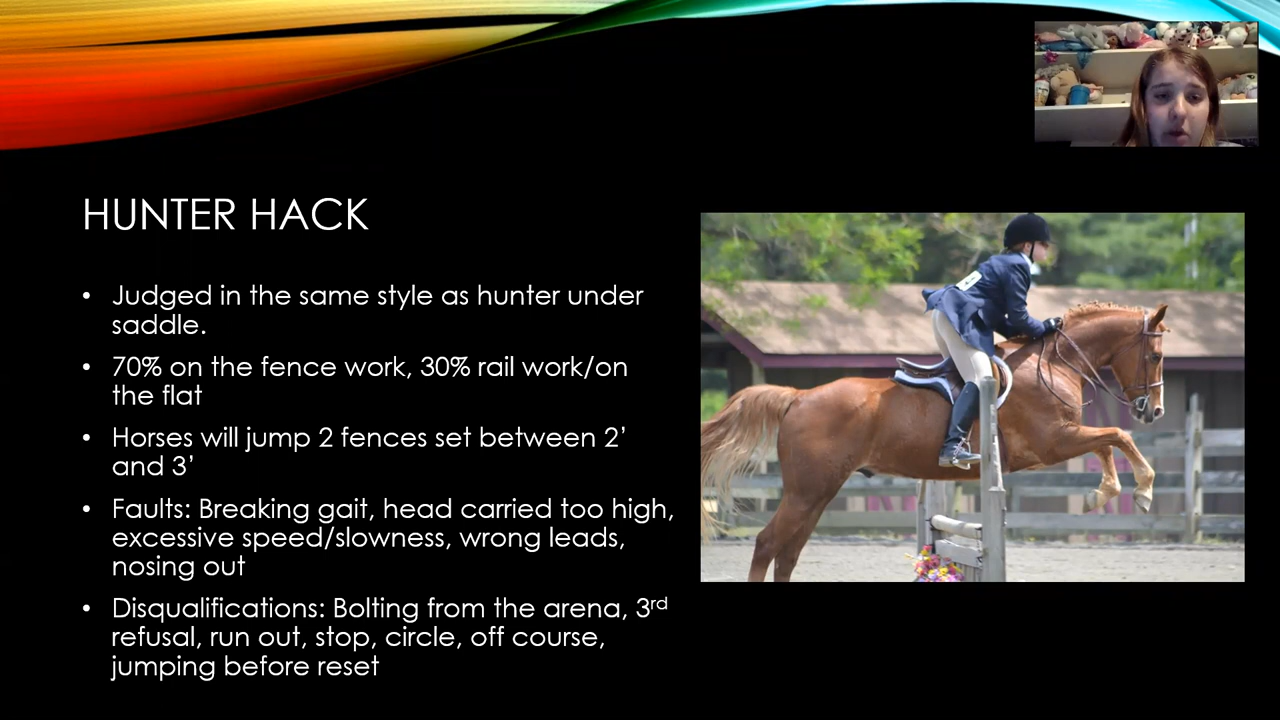 HUNTER HACK
• Judged in the same style as hunter under
saddle.
• 70% on the fence work, 30% rail work/on
the flat
• Horses will jump 2 fences set between 2’
and 3’
• Faults: Breaking gait, head carried too high,
excessive speed/slowness, wrong leads,
nosing out
• Disqualifications: Bolting from the arena, 3rd
refusal, run out, stop, circle, off course,
jumping before reset